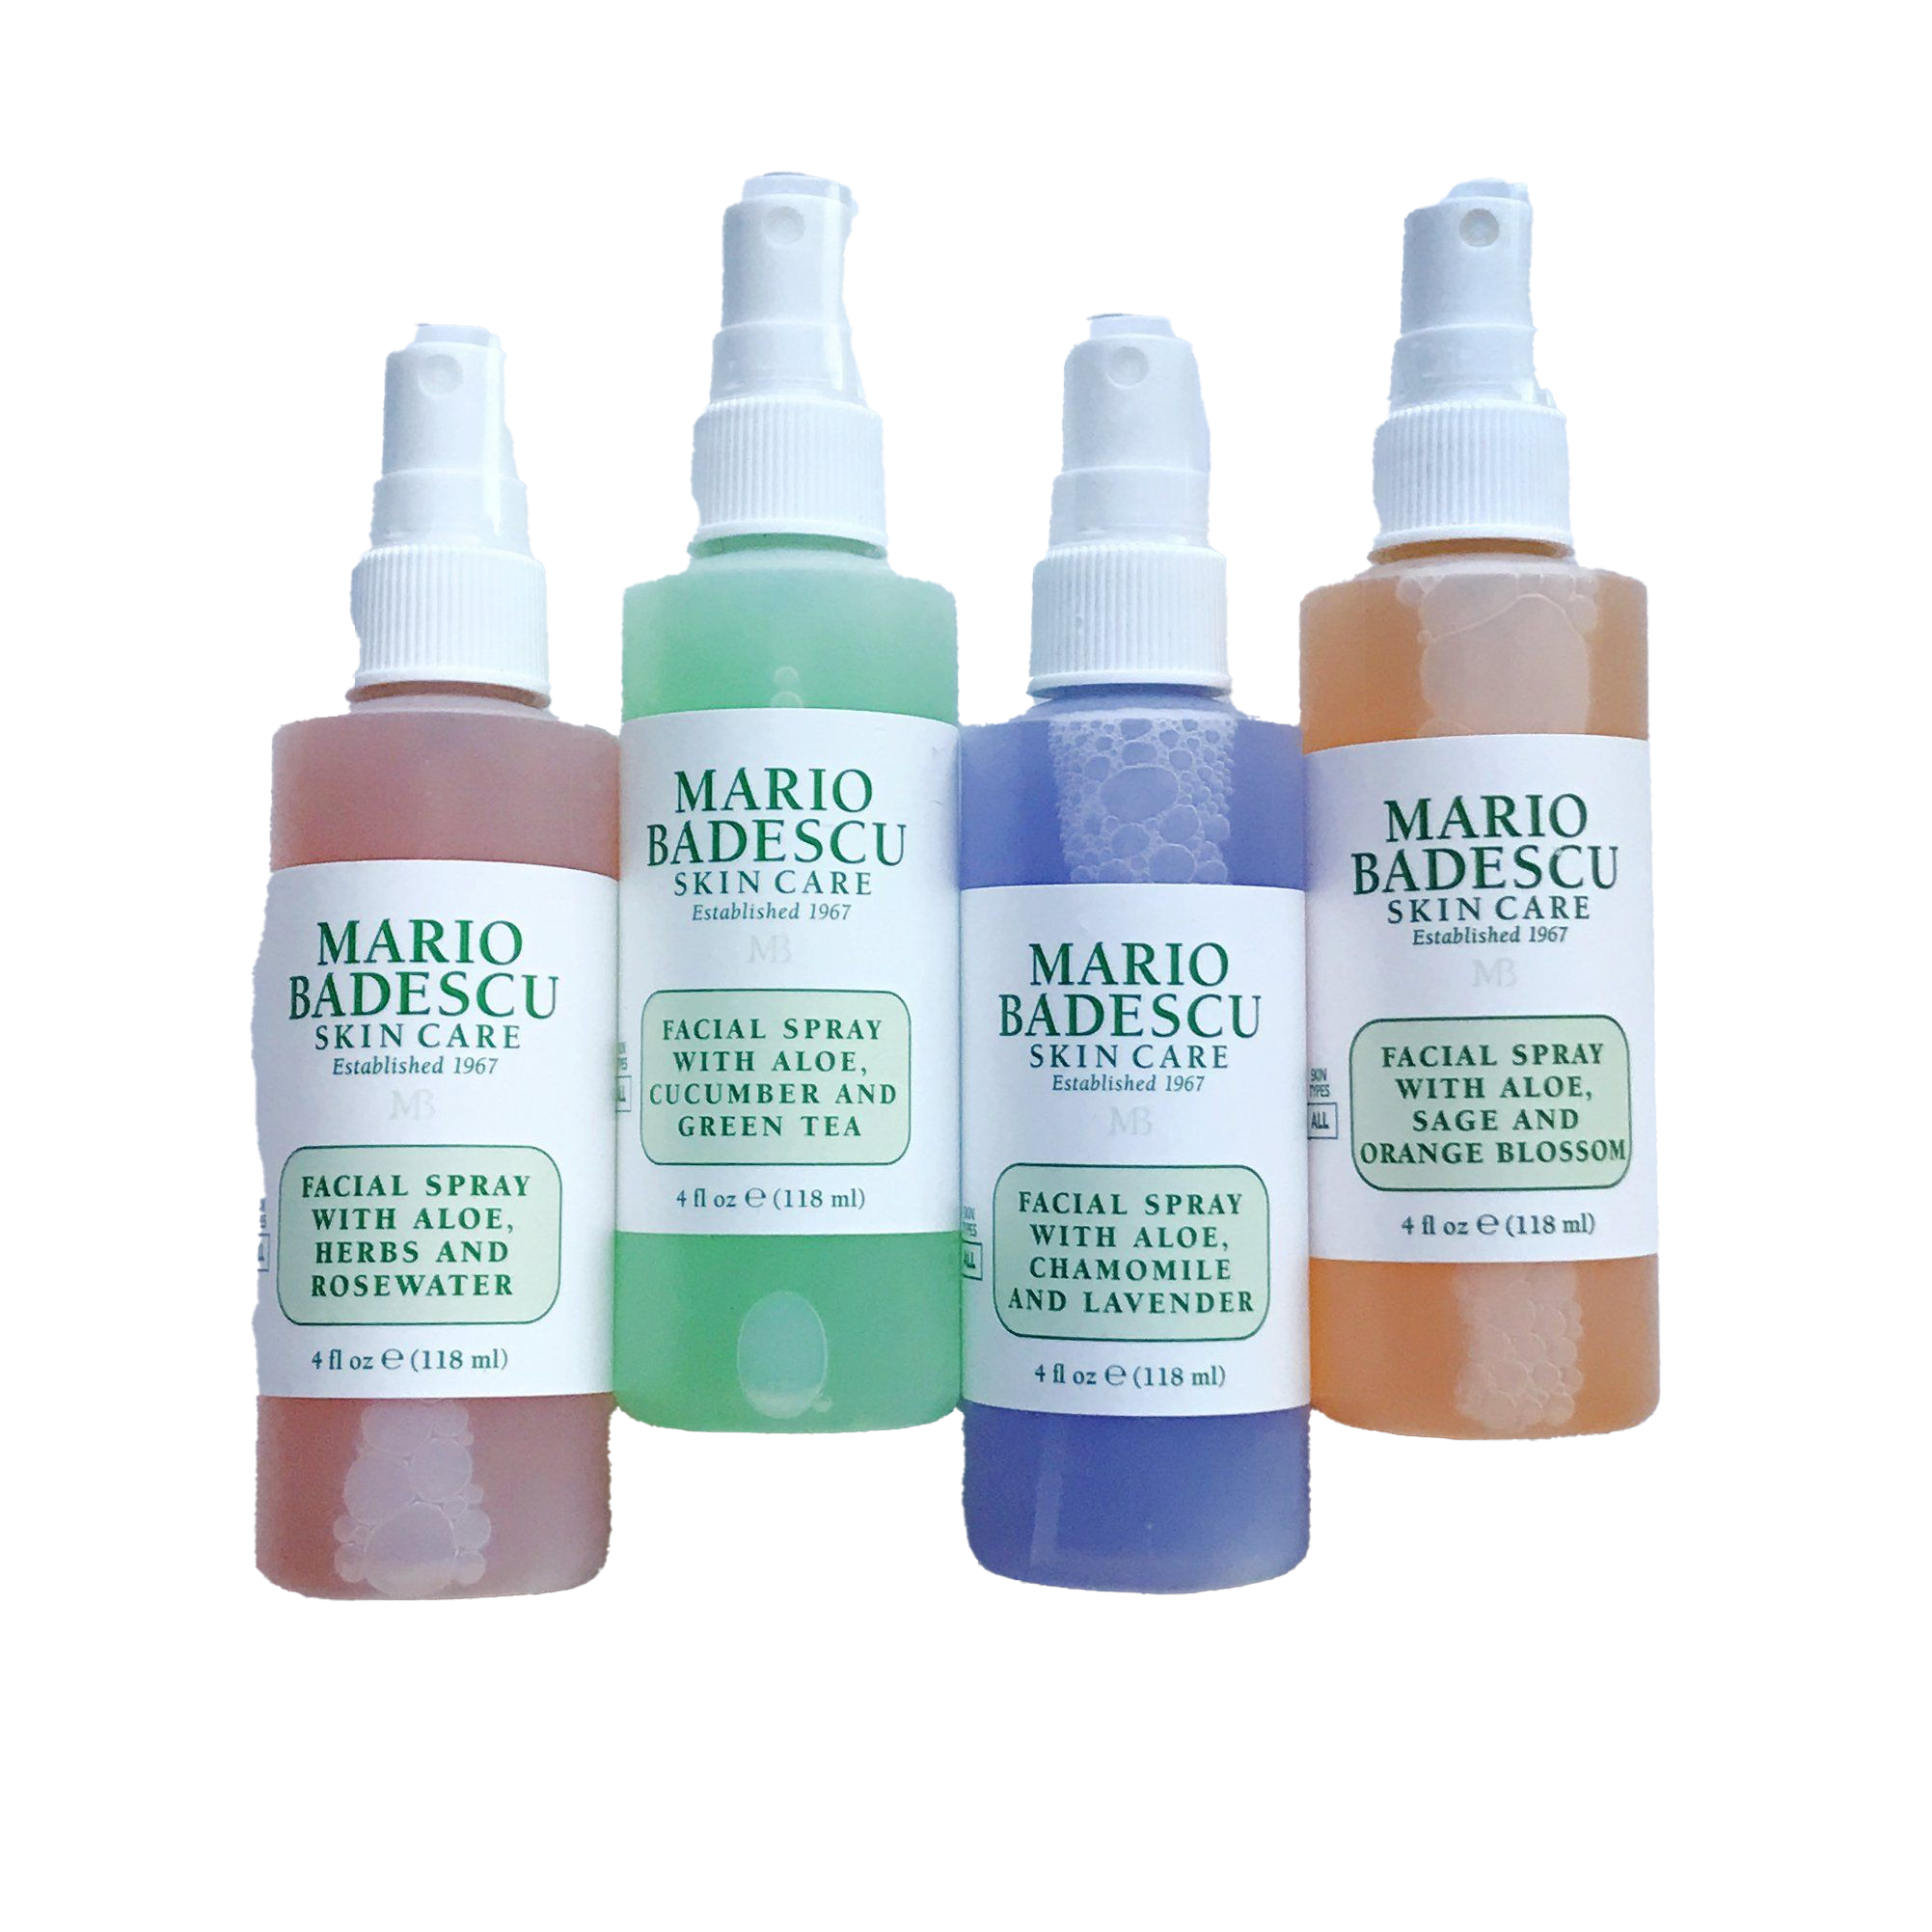 MARIO
BADESCU
SKIN CARE
Established 1967
MB
FACIAL SPRAY
WITH ALOE,
HERBS AND
ROSEWATER
4 fl oz ℮ (118 ml)
MARIO
BADESCU
SKIN CARE
Established 1967
MB
FACIAL SPRAY
WITH ALOE,
CUCUMBER AND
GREEN TEA
4 fl oz ℮ (118 ml)
MARIO
BADESCU
SKIN CARE
Established 1967
MB
FACIAL SPRAY
WITH ALOE,
CHAMOMILE
AND LAVENDER
4 fl oz ℮ (118 ml)
MARIO
BADESCU
SKIN CARE
Established 1967
MB
SKIN
TYPES
ALL
FACIAL SPRAY
WITH ALOE,
SAGE AND
ORANGE BLOSSOM
4 fl oz ℮ (118 ml)